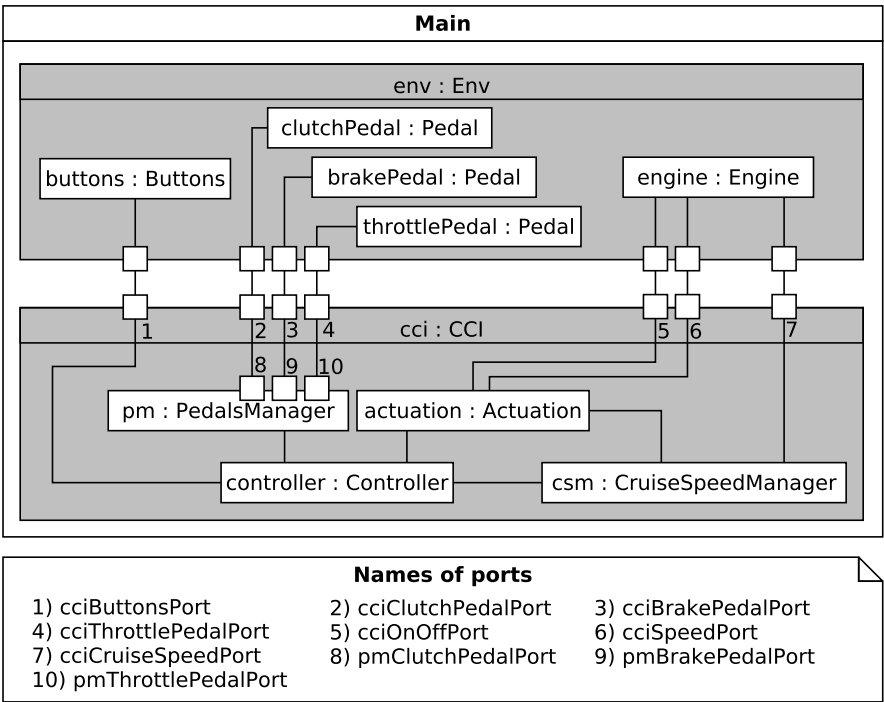 Main
env : Env
clutchPedal : Pedal
buttons : Buttons
brakePedal : Pedal
engine : Engine
throttlePedal : Pedal
1 2 3 4 cci : CCI 5 6 7
8 9 10
pm : PedalsManager
actuation : Actuation
controller : Controller
csm : CruiseSpeedManager
Names of ports
1) cciButtonsPort 2) cciClutchPedalPort 3) cciBrakePedalPort
4) cciThrottlePedalPort 5) cciOnOffPort 6) cciSpeedPort
7) cciCruiseSpeedPort 8) pmClutchPedalPort 9) pmBrakePedalPort
10) pmThrottlePedalPort